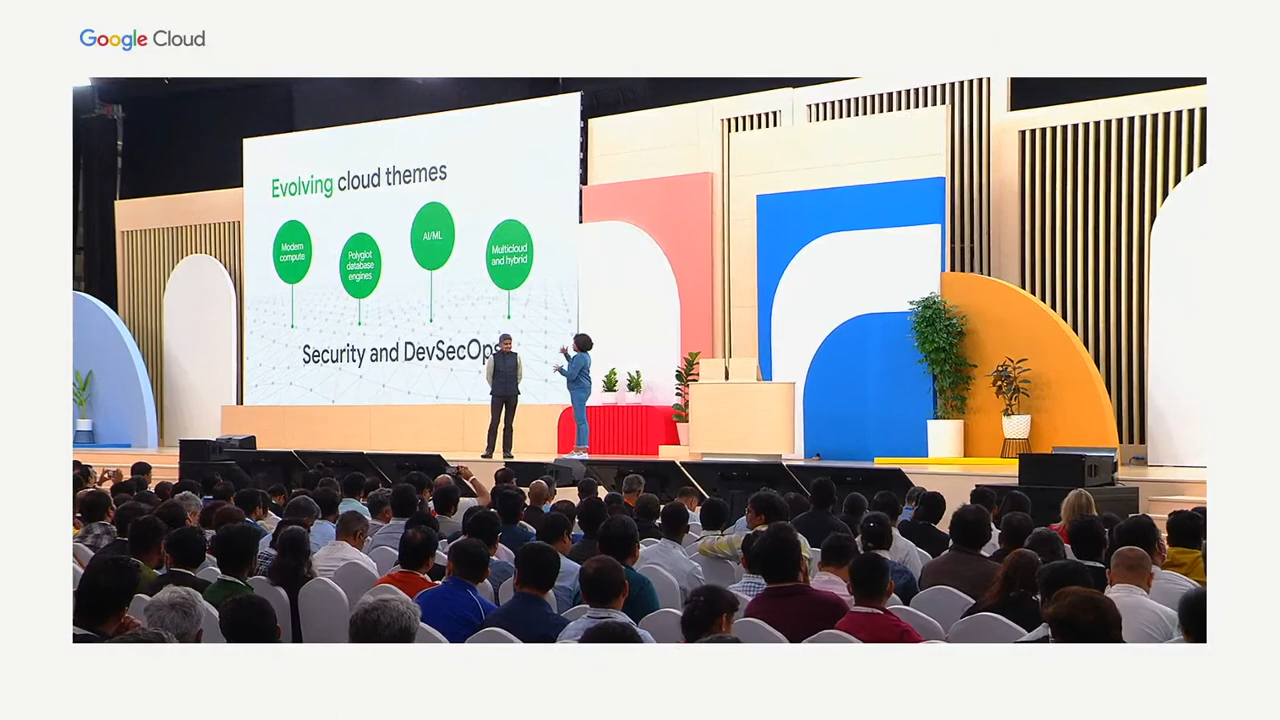 Google Cloud
Evolving cloud themes
Modern
compute
Polyglot
database
engines
AI/ML
Multicloud
and hybrid
Security and DevSecOps